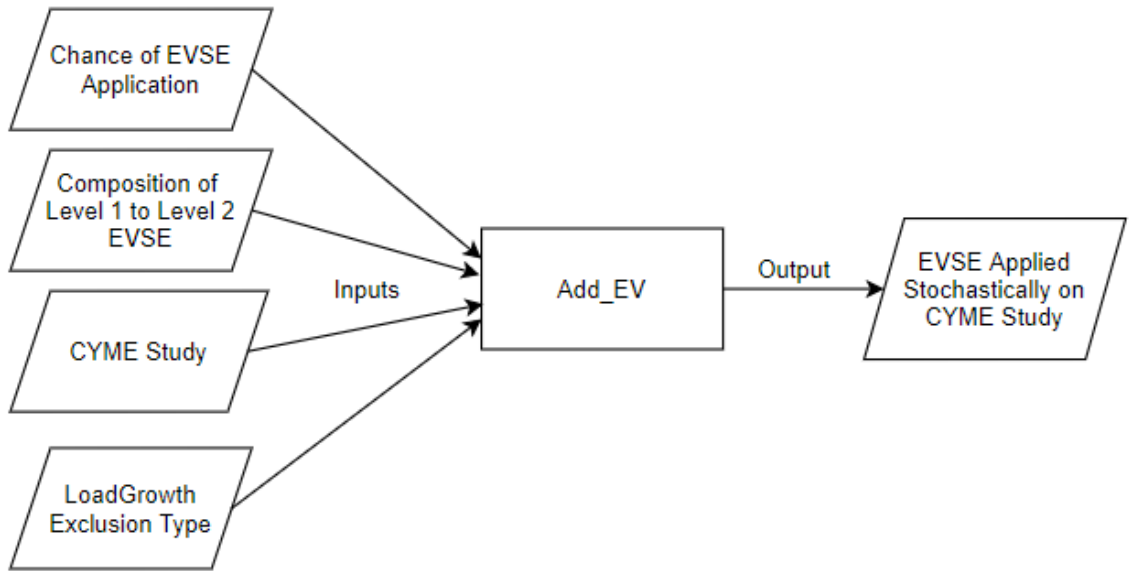 Chance of EVSE
Application
Composition of
Level 1 to Level 2
EVSE
Inputs
CYME Study
LoadGrowth
Exclusion Type
Add_EV
Output
EVSE Applied
Stochastically on
CYME Study